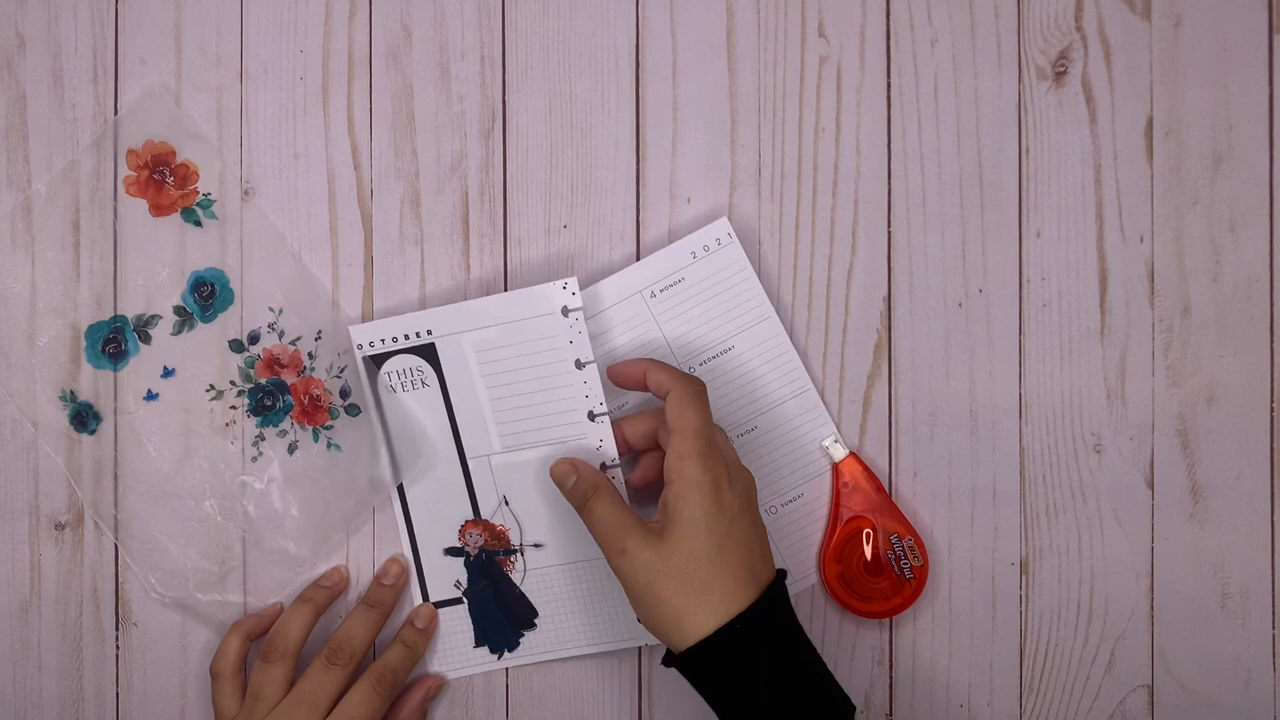 OCTOBER
THIS
WEEK
2021
4 MONDAY
6 WEDNESDAY
FRIDAY
10 SUNDAY
BIC
Wite·Out